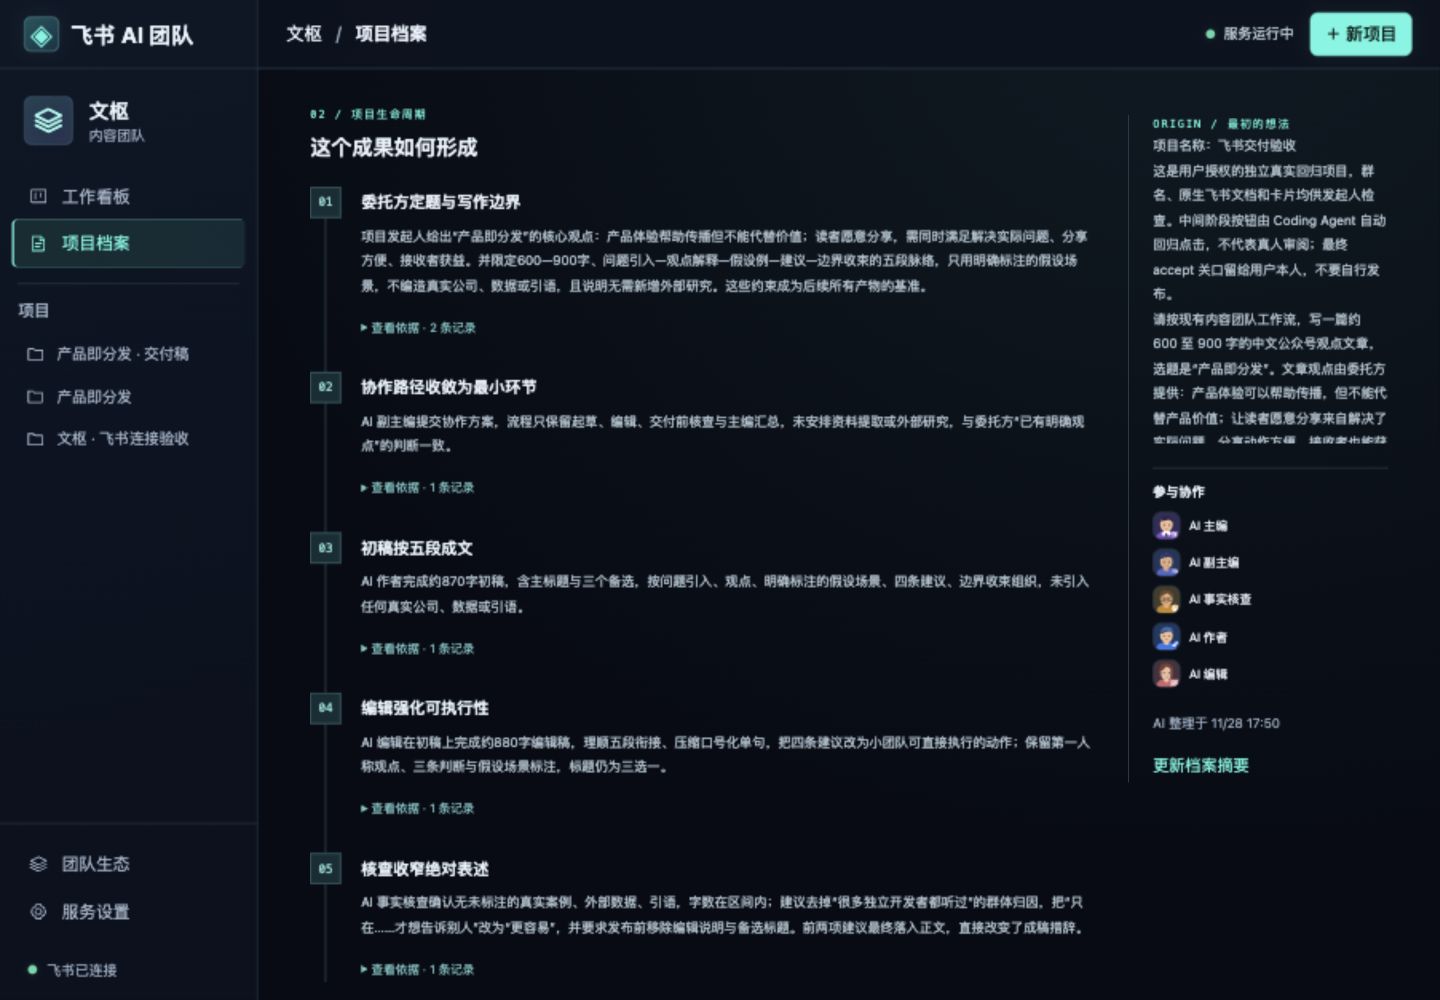 飞书 AI 团队
文枢 / 项目档案
服务运行中
+ 新项目
文枢
内容团队
工作看板
项目档案
项目
产品即分发 · 交付稿
产品即分发
文枢 · 飞书连接验收
团队生态
服务设置
飞书已连接
02 / 项目生命周期
这个成果如何形成
01
委托方定题与写作边界
项目发起人给出“产品即分发”的核心观点：产品体验帮助传播但不能代替价值；读者愿意分享，需同时满足解决实际问题、分享
方便、接收者获益。并限定600—900字、问题引入—观点解释—假设例—建议—边界收束的五段脉络，只用明确标注的假设场
景，不编造真实公司、数据或引语，且说明无需新增外部研究。这些约束成为后续所有产物的基准。
▶ 查看依据 · 2 条记录
02
协作路径收敛为最小环节
AI 副主编提交协作方案，流程只保留起草、编辑、交付前核查与主编汇总，未安排资料提取或外部研究，与委托方“已有明确观
点”的判断一致。
▶ 查看依据 · 1 条记录
03
初稿按五段成文
AI 作者完成约870字初稿，含主标题与三个备选，按问题引入、观点、明确标注的假设场景、四条建议、边界收束组织，未引入
任何真实公司、数据或引语。
▶ 查看依据 · 1 条记录
04
编辑强化可执行性
AI 编辑在初稿上完成约880字编辑稿，理顺五段衔接、压缩口号化单句，把四条建议改为小团队可直接执行的动作；保留第一人
称观点、三条判断与假设场景标注，标题仍为三选一。
▶ 查看依据 · 1 条记录
05
核查收窄绝对表述
AI 事实核查确认无未标注的真实案例、外部数据、引语，字数在区间内；建议去掉“很多独立开发者都听过”的群体归因，把“只
在……才想告诉别人”改为“更容易”，并要求发布前移除编辑说明与备选标题。前两项建议最终落入正文，直接改变了成稿措辞。
▶ 查看依据 · 1 条记录
ORIGIN / 最初的想法
项目名称：飞书交付验收
这是用户授权的独立真实回归项目，群
名、原生飞书文档和卡片均供发起人检
查。中间阶段按钮由 Coding Agent 自动
回归点击，不代表真人审阅；最终
accept 关口留给用户本人，不要自行发
布。
请按现有内容团队工作流，写一篇约
600 至 900 字的中文公众号观点文章，
选题是“产品即分发”。文章观点由委托方
提供：产品体验可以帮助传播，但不能代
替产品价值；让读者愿意分享来自解决了
实际问题、分享动作方便、接收者也能获
参与协作
AI 主编
AI 副主编
AI 事实核查
AI 作者
AI 编辑
AI 整理于 11/28 17:50
更新档案摘要